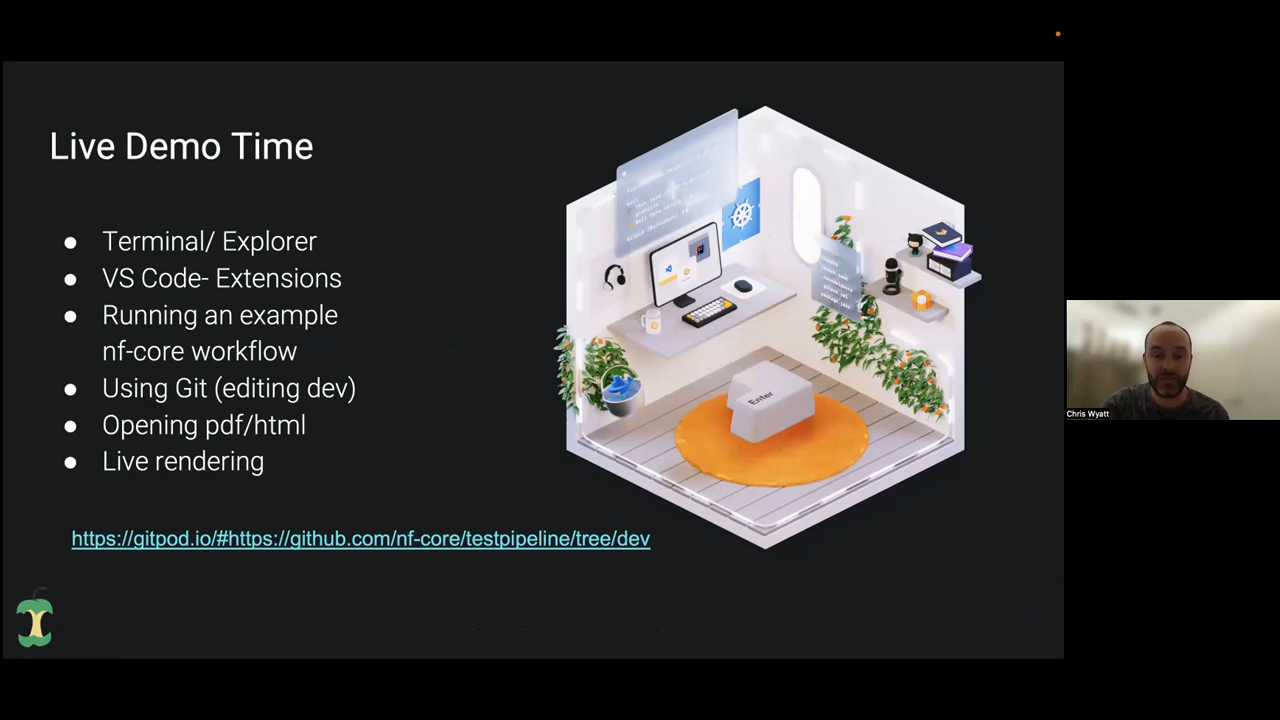 Live Demo Time
● Terminal/ Explorer
● VS Code- Extensions
● Running an example
nf-core workflow
● Using Git (editing dev)
● Opening pdf/html
● Live rendering
https://gitpod.io/#https://github.com/nf-core/testpipeline/tree/dev
Enter
Chris Wyatt